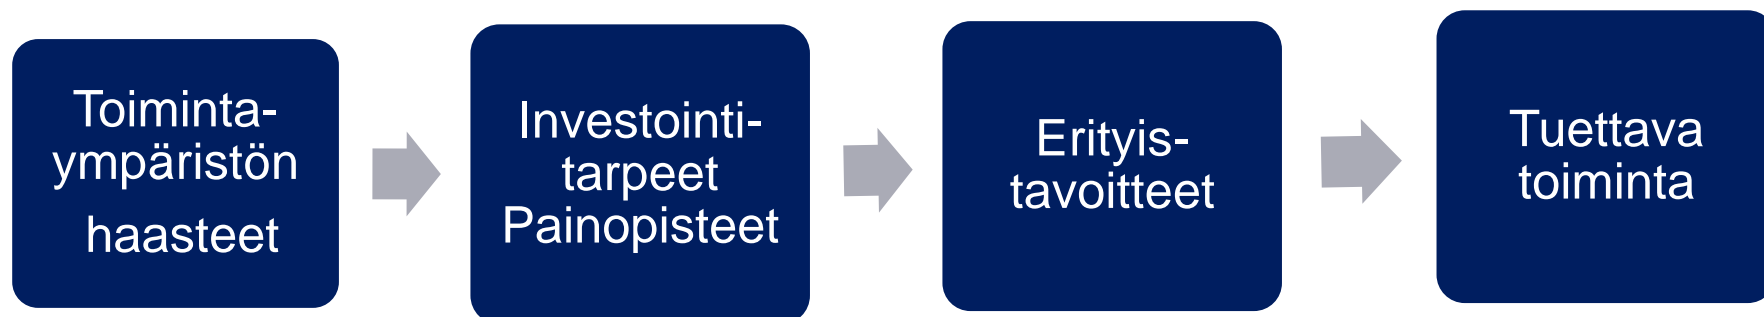 Toiminta-
ympäristön
haasteet
Investointi-
tarpeet
Painopisteet
Erityis-
tavoitteet
Tuettava
toiminta